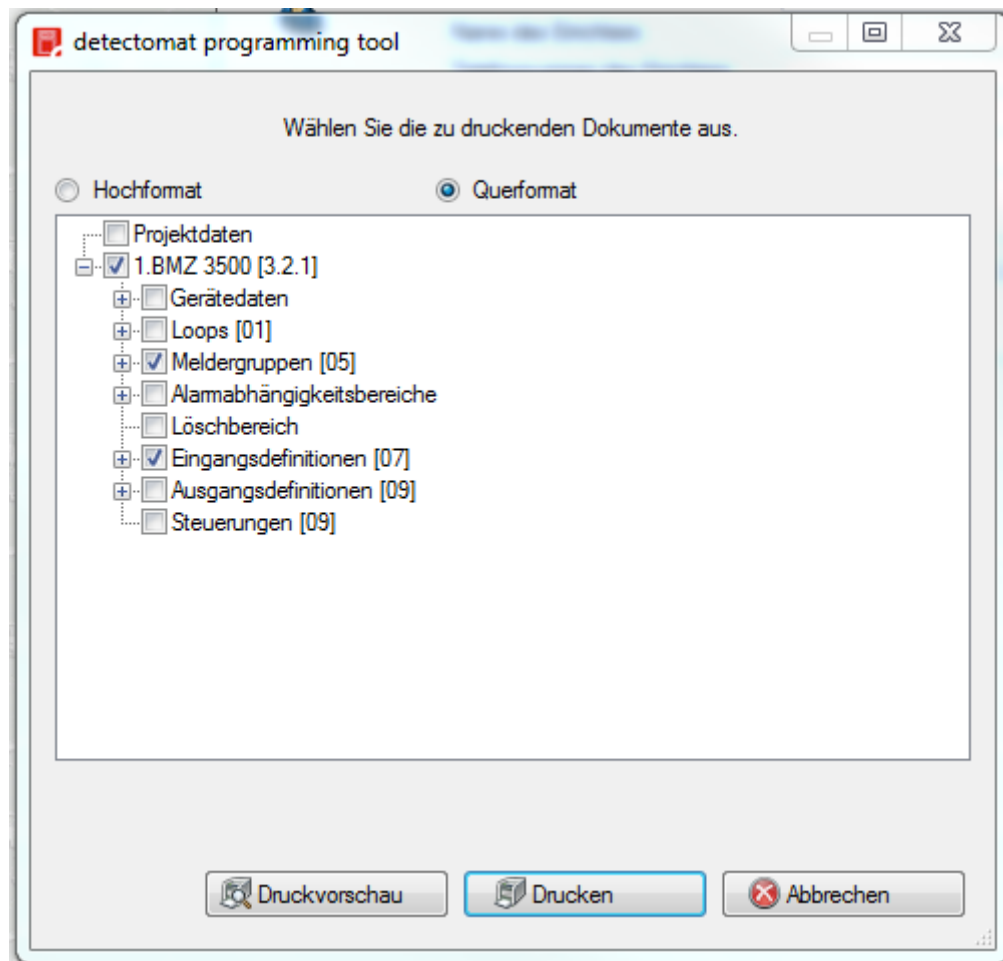 detectomat programming tool
Wählen Sie die zu druckenden Dokumente aus.
Hochformat Querformat
Projektdaten
1.BMZ 3500 [3.2.1]
Gerätedaten
Loops [01]
Meldergruppen [05]
Alarmabhängigkeitsbereiche
Löschbereich
Eingangsdefinitionen [07]
Ausgangsdefinitionen [09]
Steuerungen [09]
Druckvorschau Drucken Abbrechen